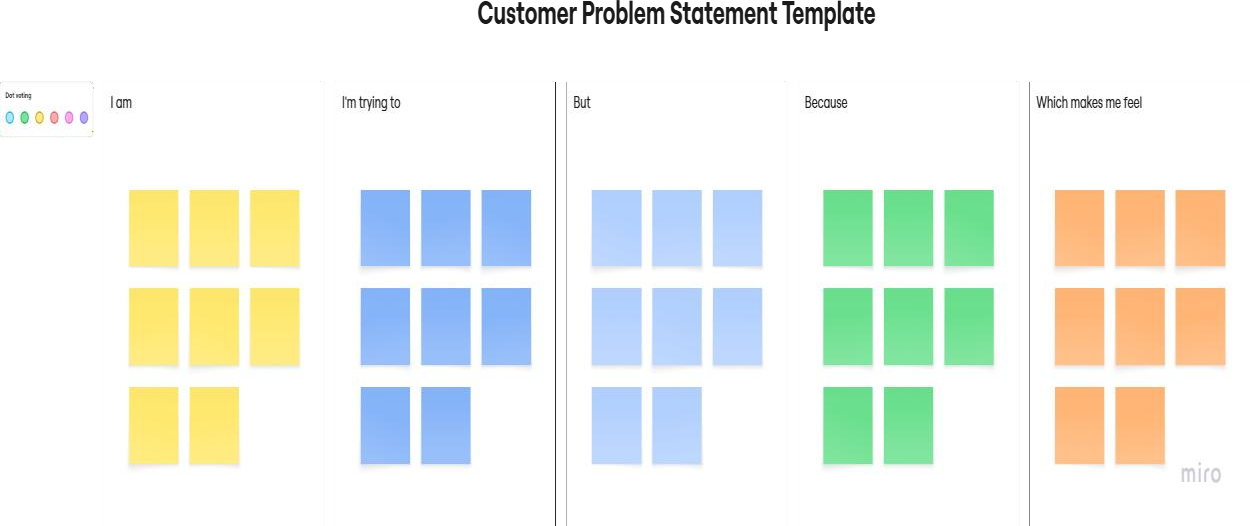 Customer Problem Statement Template
Dot voting
I am
I'm trying to
But
Because
Which makes me feel
miro